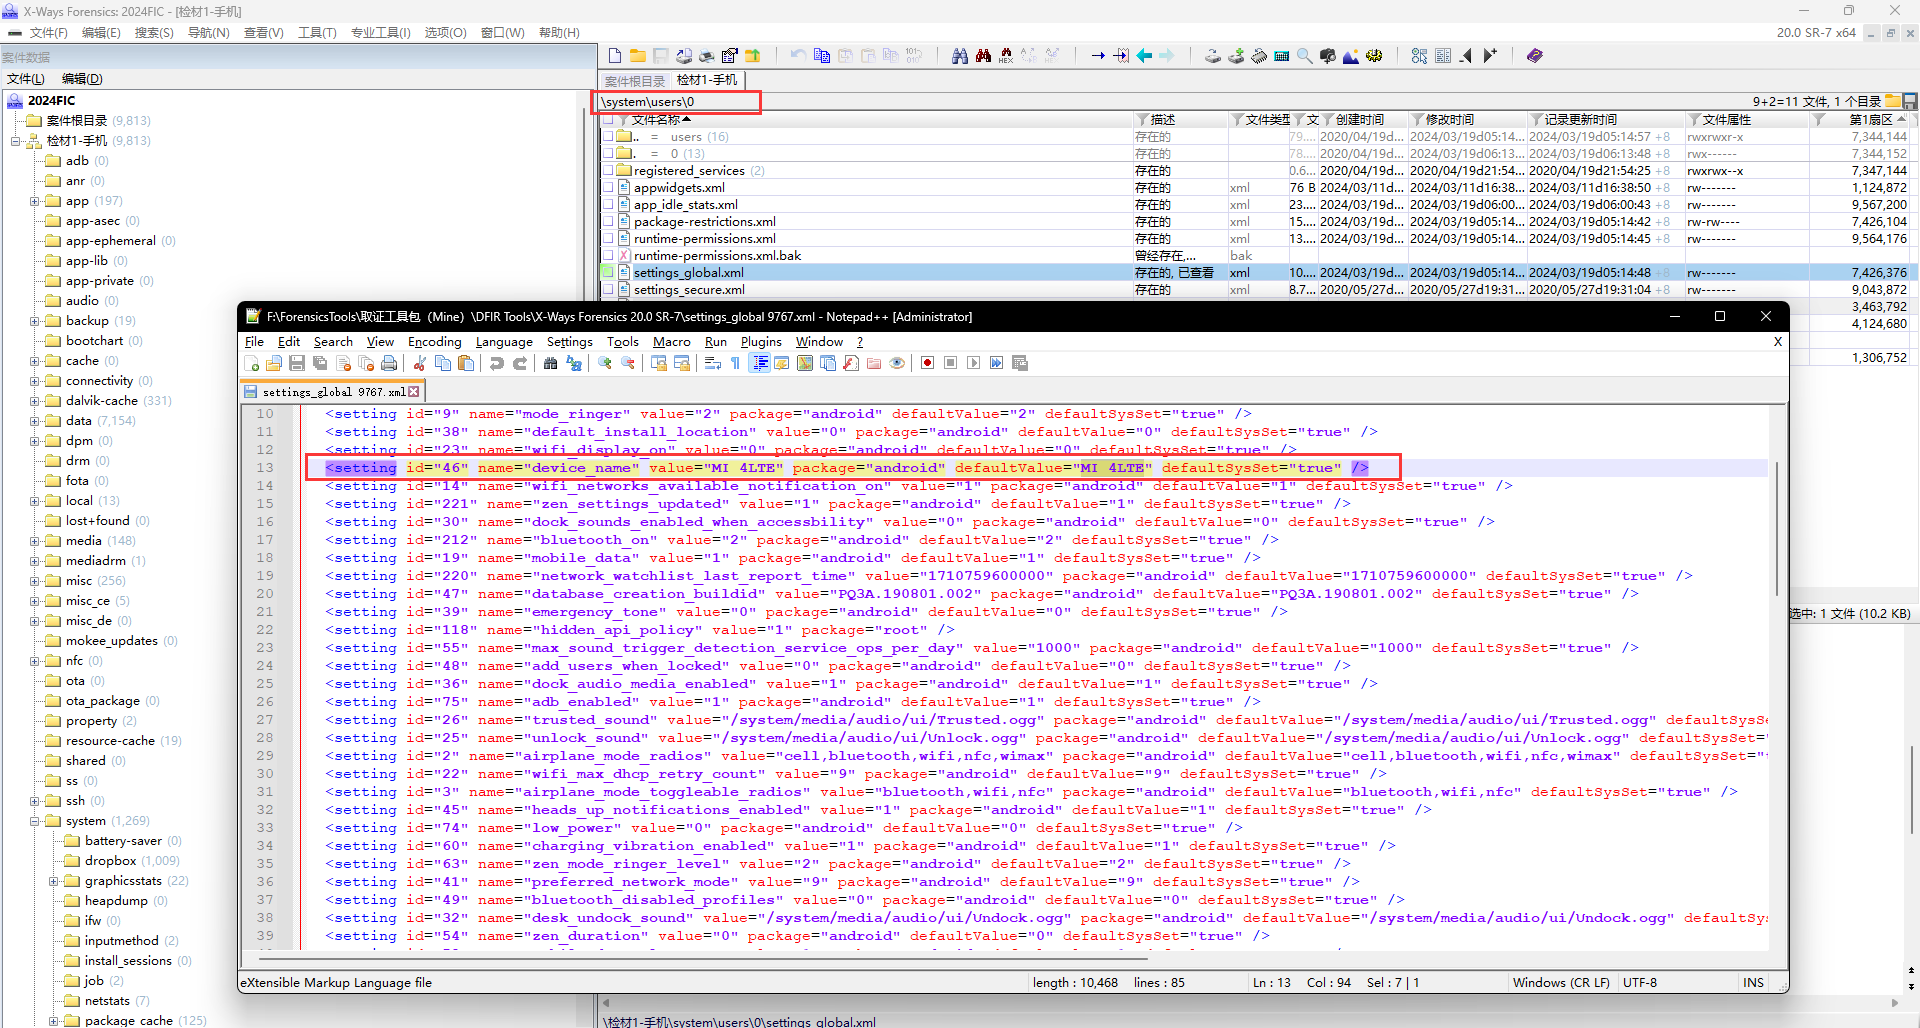 X-Ways Forensics: 2024FIC - [检材1-手机]
文件(F) 编辑(E) 搜索(S) 导航(N) 查看(V) 工具(T) 专业工具(I) 选项(O) 窗口(W) 帮助(H)
20.0 SR-7 x64
案件数据
文件(L) 编辑(D)
2024FIC
案件根目录 (9,813)
检材1-手机 (9,813)
adb (0)
anr (0)
app (197)
app-asec (0)
app-ephemeral (0)
app-lib (0)
app-private (0)
audio (0)
backup (19)
bootchart (0)
cache (0)
connectivity (0)
dalvik-cache (331)
data (7,154)
dpm (0)
drm (0)
fota (0)
local (13)
lost+found (0)
media (148)
mediadrm (1)
misc (256)
misc_ce (5)
misc_de (0)
mokee_updates (0)
nfc (0)
ota (0)
ota_package (0)
property (2)
resource-cache (19)
shared (0)
ss (0)
ssh (0)
system (1,269)
battery-saver (0)
dropbox (1,009)
graphicsstats (22)
heapdump (0)
ifw (0)
inputmethod (2)
install_sessions (0)
job (2)
netstats (7)
package cache (125)
案件根目录 检材1-手机
\system\users\0
9+2=11 文件, 1 个目录
文件名称 描述 文件类型 文... 创建时间 修改时间 记录更新时间 文件属性 第1扇区
.. = users (16) 存在的 79.... 2020/04/19d... 2024/03/19d05:14... 2024/03/19d05:14:57 +8 rwxrwxr-x 7,344,144
. = 0 (13) 存在的 78.... 2020/04/19d... 2024/03/19d06:13... 2024/03/19d06:13:48 +8 rwx------ 7,344,152
registered_services (2) 存在的 0.6... 2020/04/19d... 2020/04/19d21:54... 2020/04/19d21:54:25 +8 rwxrwx--x 7,347,144
appwidgets.xml 存在的 xml 76 B 2024/03/11d... 2024/03/11d16:38... 2024/03/11d16:38:50 +8 rw------- 1,124,872
app_idle_stats.xml 存在的 xml 23.... 2024/03/19d... 2024/03/19d06:00... 2024/03/19d06:00:43 +8 rw------- 9,567,200
package-restrictions.xml 存在的 xml 15.... 2024/03/19d... 2024/03/19d05:14... 2024/03/19d05:14:42 +8 rw-rw---- 7,426,104
runtime-permissions.xml 存在的 xml 13.... 2024/03/19d... 2024/03/19d05:14... 2024/03/19d05:14:45 +8 rw------- 9,564,176
runtime-permissions.xml.bak 曾经存在,... bak
settings_global.xml 存在的, 已查看 xml 10.... 2024/03/19d... 2024/03/19d05:14... 2024/03/19d05:14:48 +8 rw------- 7,426,376
settings_secure.xml 存在的 xml 8.7... 2020/05/27d... 2020/05/27d19:31... 2020/05/27d19:31:04 +8 rw------- 9,043,872
3,463,792
4,124,680
1,306,752
选中: 1 文件 (10.2 KB)
F:\ForensicsTools\取证工具包（Mine）\DFIR Tools\X-Ways Forensics 20.0 SR-7\settings_global 9767.xml - Notepad++ [Administrator]
File Edit Search View Encoding Language Settings Tools Macro Run Plugins Window ? X
settings_global 9767.xml
10 <setting id="9" name="mode_ringer" value="2" package="android" defaultValue="2" defaultSysSet="true" />
11 <setting id="38" name="default_install_location" value="0" package="android" defaultValue="0" defaultSysSet="true" />
12 <setting id="23" name="wifi_display_on" value="0" package="android" defaultValue="0" defaultSysSet="true" />
13 <setting id="46" name="device_name" value="MI 4LTE" package="android" defaultValue="MI 4LTE" defaultSysSet="true" />
14 <setting id="14" name="wifi_networks_available_notification_on" value="1" package="android" defaultValue="1" defaultSysSet="true" />
15 <setting id="221" name="zen_settings_updated" value="1" package="android" defaultValue="1" defaultSysSet="true" />
16 <setting id="30" name="dock_sounds_enabled_when_accessbility" value="0" package="android" defaultValue="0" defaultSysSet="true" />
17 <setting id="212" name="bluetooth_on" value="2" package="android" defaultValue="2" defaultSysSet="true" />
18 <setting id="19" name="mobile_data" value="1" package="android" defaultValue="1" defaultSysSet="true" />
19 <setting id="220" name="network_watchlist_last_report_time" value="1710759600000" package="android" defaultValue="1710759600000" defaultSysSet="true" />
20 <setting id="47" name="database_creation_buildid" value="PQ3A.190801.002" package="android" defaultValue="PQ3A.190801.002" defaultSysSet="true" />
21 <setting id="39" name="emergency_tone" value="0" package="android" defaultValue="0" defaultSysSet="true" />
22 <setting id="118" name="hidden_api_policy" value="1" package="root" />
23 <setting id="55" name="max_sound_trigger_detection_service_ops_per_day" value="1000" package="android" defaultValue="1000" defaultSysSet="true" />
24 <setting id="48" name="add_users_when_locked" value="0" package="android" defaultValue="0" defaultSysSet="true" />
25 <setting id="36" name="dock_audio_media_enabled" value="1" package="android" defaultValue="1" defaultSysSet="true" />
26 <setting id="75" name="adb_enabled" value="1" package="android" defaultValue="1" defaultSysSet="true" />
27 <setting id="26" name="trusted_sound" value="/system/media/audio/ui/Trusted.ogg" package="android" defaultValue="/system/media/audio/ui/Trusted.ogg" defaultSysSe
28 <setting id="25" name="unlock_sound" value="/system/media/audio/ui/Unlock.ogg" package="android" defaultValue="/system/media/audio/ui/Unlock.ogg" defaultSysSet="
29 <setting id="2" name="airplane_mode_radios" value="cell,bluetooth,wifi,nfc,wimax" package="android" defaultValue="cell,bluetooth,wifi,nfc,wimax" defaultSysSet="t
30 <setting id="22" name="wifi_max_dhcp_retry_count" value="9" package="android" defaultValue="9" defaultSysSet="true" />
31 <setting id="3" name="airplane_mode_toggleable_radios" value="bluetooth,wifi,nfc" package="android" defaultValue="bluetooth,wifi,nfc" defaultSysSet="true" />
32 <setting id="45" name="heads_up_notifications_enabled" value="1" package="android" defaultValue="1" defaultSysSet="true" />
33 <setting id="74" name="low_power" value="0" package="android" defaultValue="0" defaultSysSet="true" />
34 <setting id="60" name="charging_vibration_enabled" value="1" package="android" defaultValue="1" defaultSysSet="true" />
35 <setting id="63" name="zen_mode_ringer_level" value="2" package="android" defaultValue="2" defaultSysSet="true" />
36 <setting id="41" name="preferred_network_mode" value="9" package="android" defaultValue="9" defaultSysSet="true" />
37 <setting id="49" name="bluetooth_disabled_profiles" value="0" package="android" defaultValue="0" defaultSysSet="true" />
38 <setting id="32" name="desk_undock_sound" value="/system/media/audio/ui/Undock.ogg" package="android" defaultValue="/system/media/audio/ui/Undock.ogg" defaultSys
39 <setting id="54" name="zen_duration" value="0" package="android" defaultValue="0" defaultSysSet="true" />
eXtensible Markup Language file length : 10,468 lines : 85 Ln : 13 Col : 94 Sel : 7 | 1 Windows (CR LF) UTF-8 INS
\检材1-手机\system\users\0\settings_global.xml